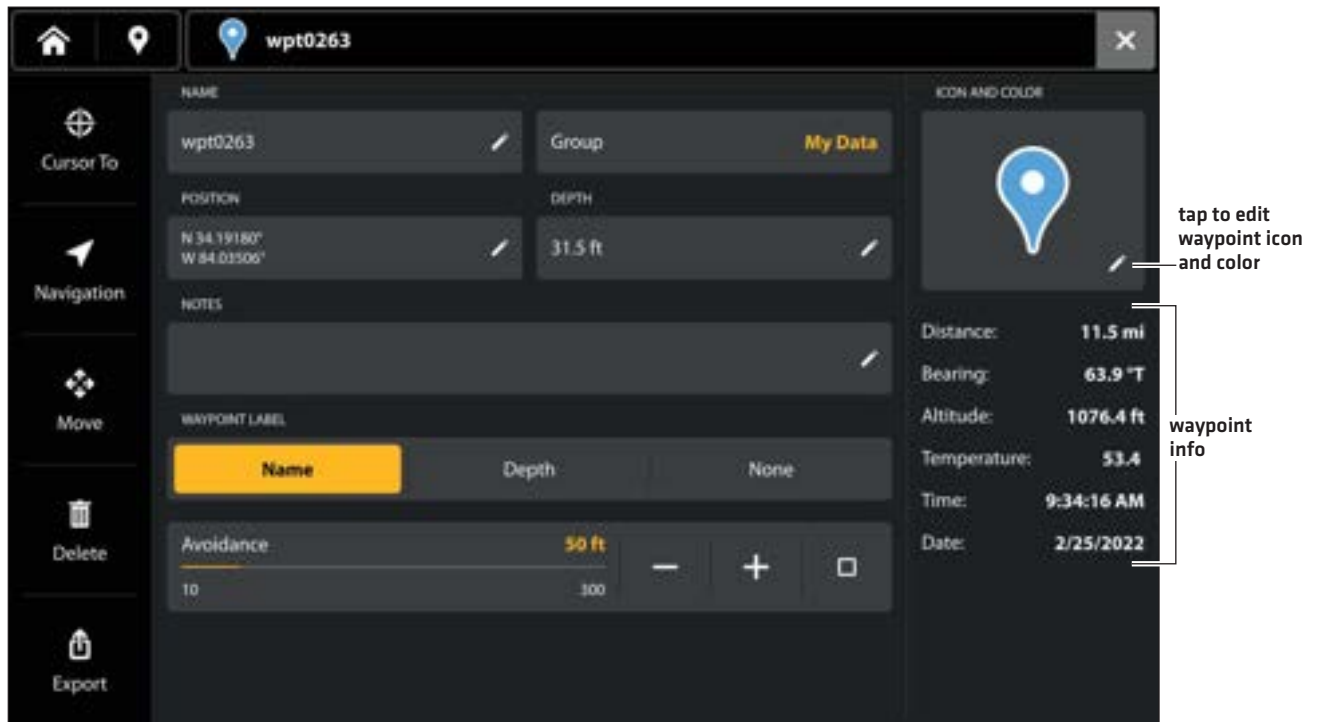 wpt0263
Cursor To
Navigation
Move
Delete
Export
NAME
wpt0263
Group My Data
POSITION
N 34.19180°
W 84.03506°
DEPTH
31.5 ft
NOTES
WAYPOINT LABEL
Name Depth None
Avoidance 50 ft
10 300
ICON AND COLOR
Distance: 11.5 mi
Bearing: 63.9 °T
Altitude: 1076.4 ft
Temperature: 53.4
Time: 9:34:16 AM
Date: 2/25/2022
tap to edit
waypoint icon
and color
waypoint
info